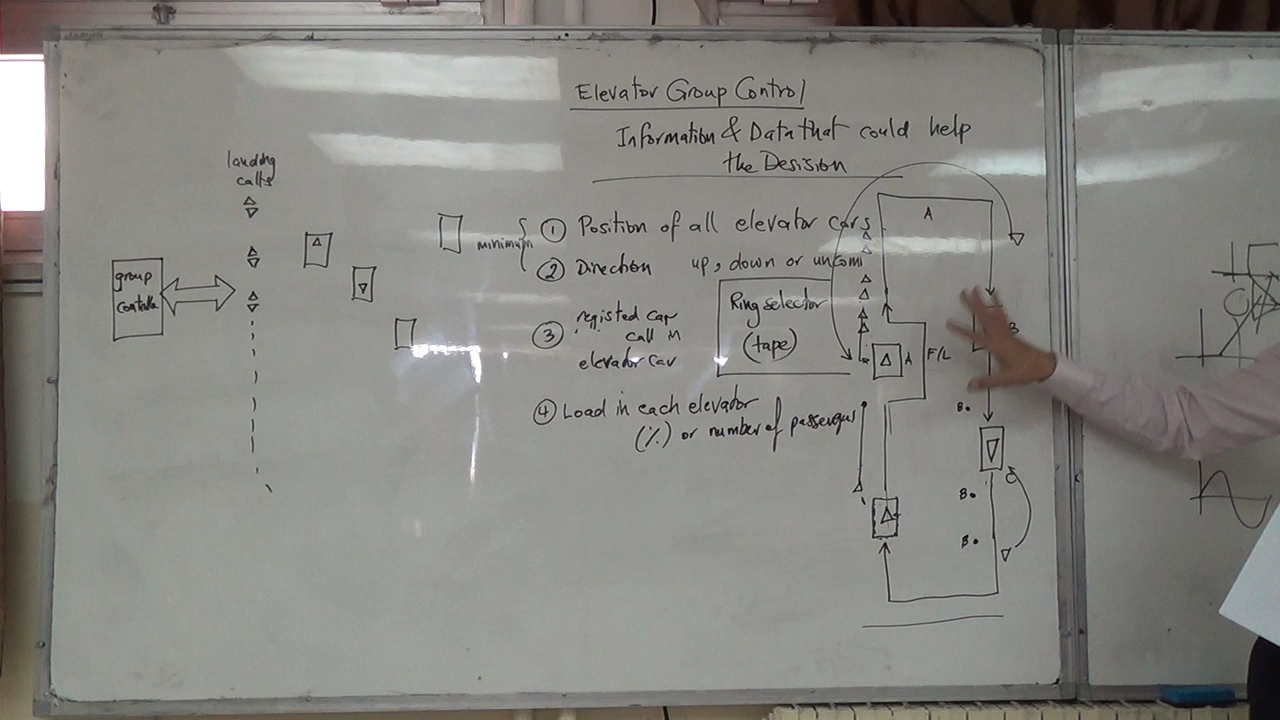 Elevator Group Control
Information & Data that could help
the Desision
landing
calls
group
controlle
minimum
① Position of all elevator cars
② Direction up, down or uncomi
③ registed car
call in
elevator car
Ring selector
(tape)
④ Load in each elevator
(%) or number of passengers
A
B
A
F/L
B.
B.
B.